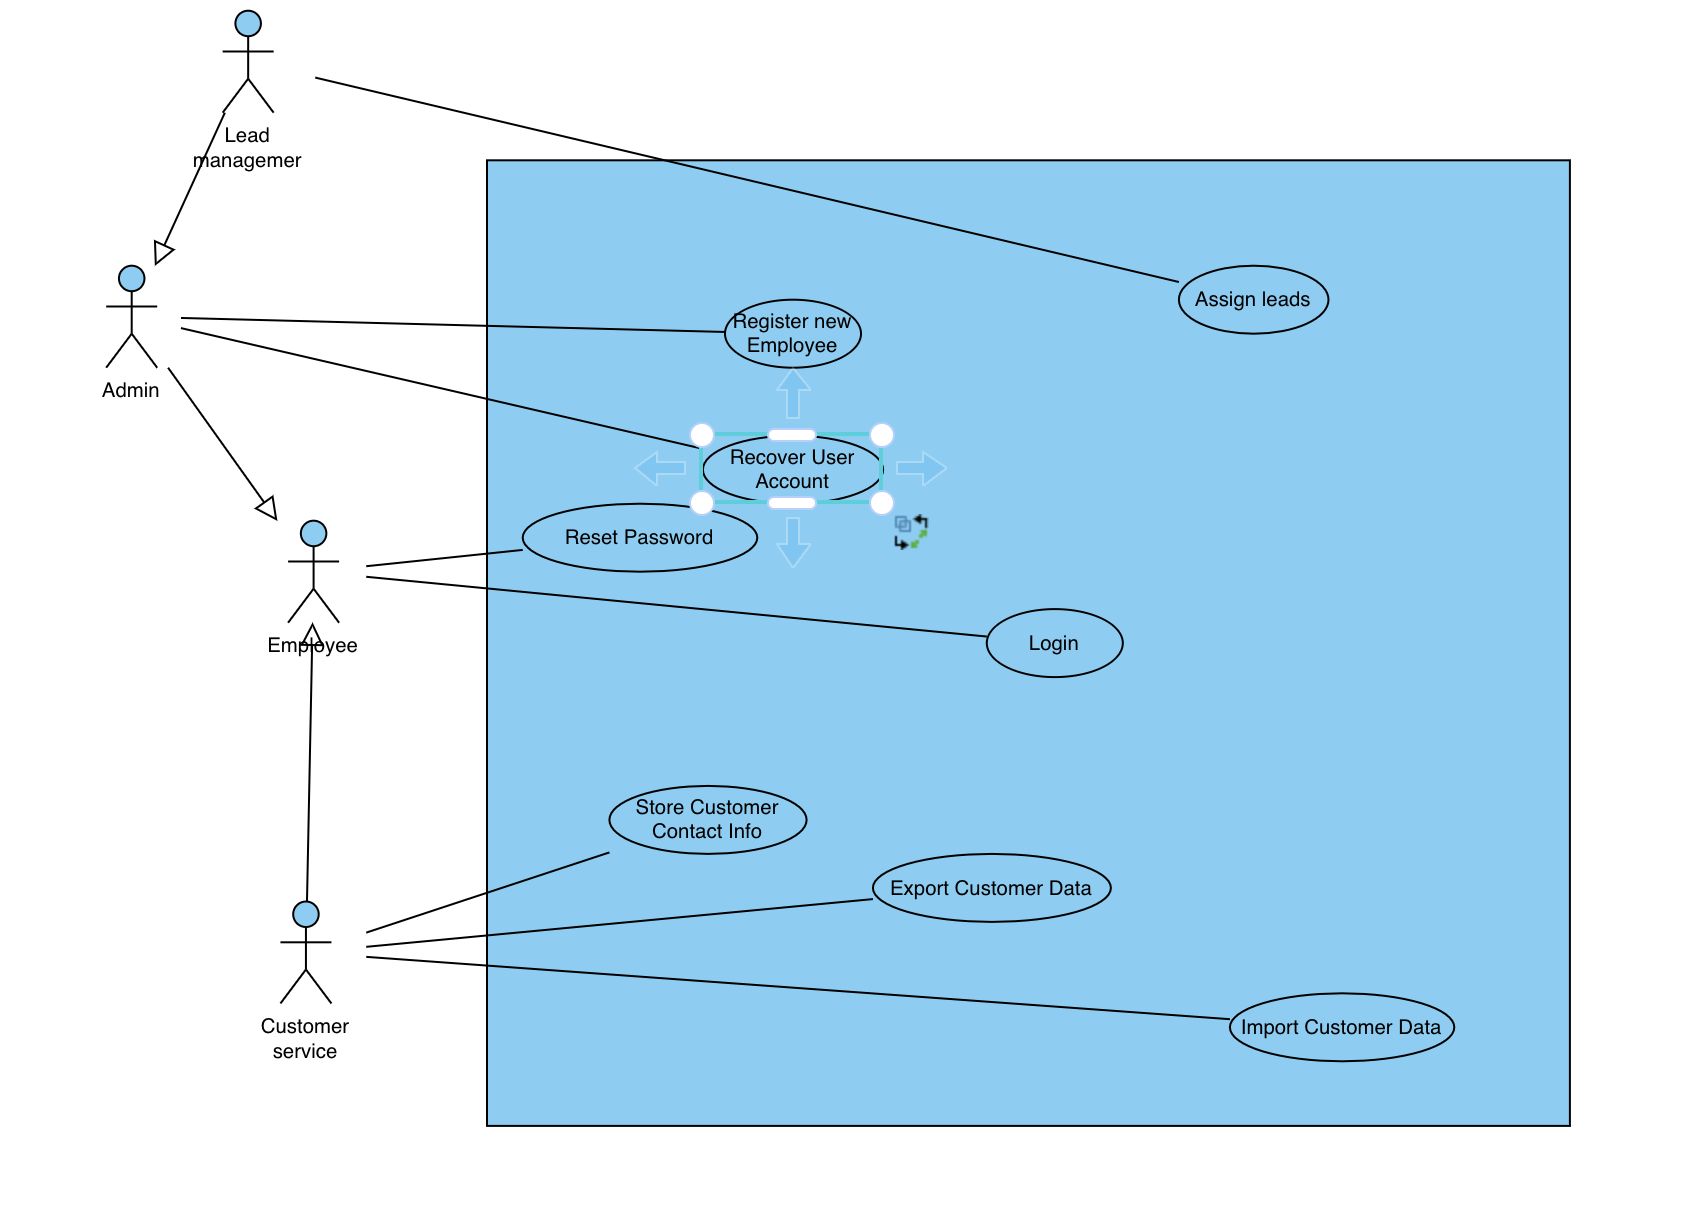 Lead
managemer
Assign leads
Register new
Employee
Admin
Recover User
Account
Reset Password
Employee
Login
Store Customer
Contact Info
Export Customer Data
Customer
service
Import Customer Data